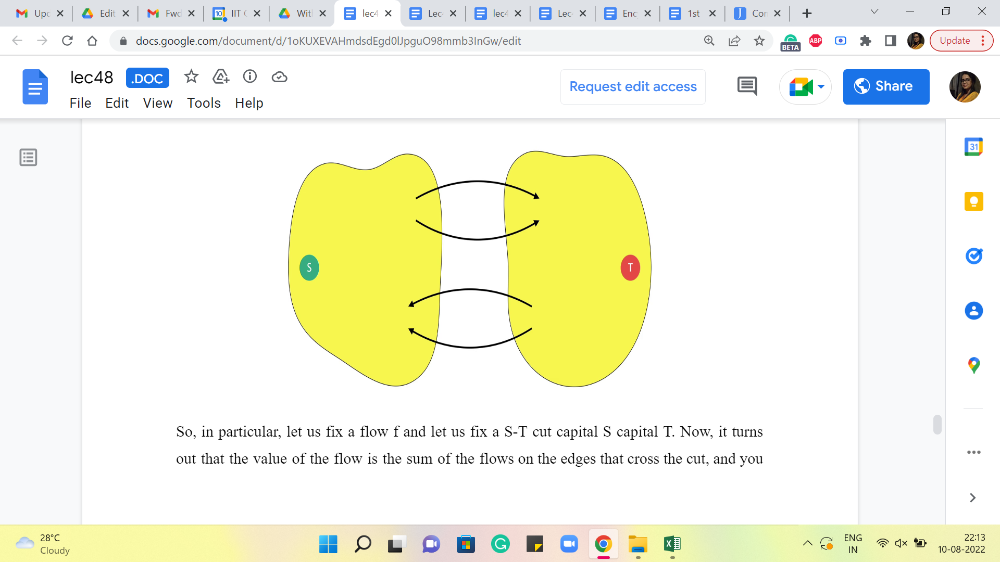 Upc
Edit
Fwd
10
IIT
Wit
lec4
Lec
lec4
Lec
Enc
1st
Con
docs.google.com/document/d/1oKUXEVAHmdsdEgd0lJpguO98mmb3InGw/edit
BETA
ABP
Update
lec48
.DOC
File Edit View Tools Help
Request edit access
Share
31
S
T
So, in particular, let us fix a flow f and let us fix a S-T cut capital S capital T. Now, it turns
out that the value of the flow is the sum of the flows on the edges that cross the cut, and you
28°C
Cloudy
ENG
IN
22:13
10-08-2022